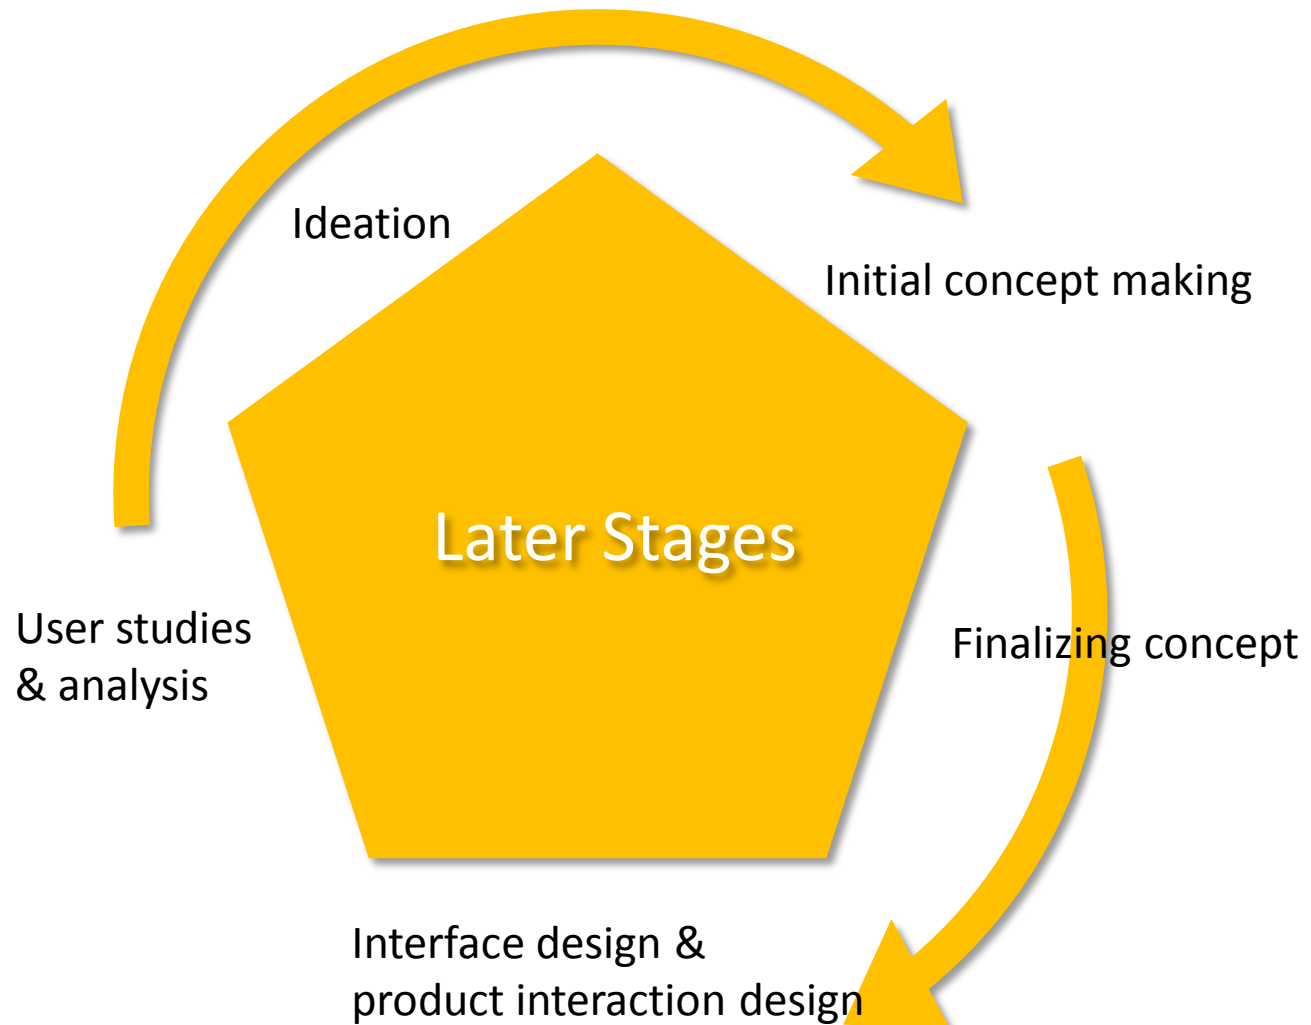 Ideation
Initial concept making
Later Stages
User studies
& analysis
Finalizing concept
Interface design &
product interaction design